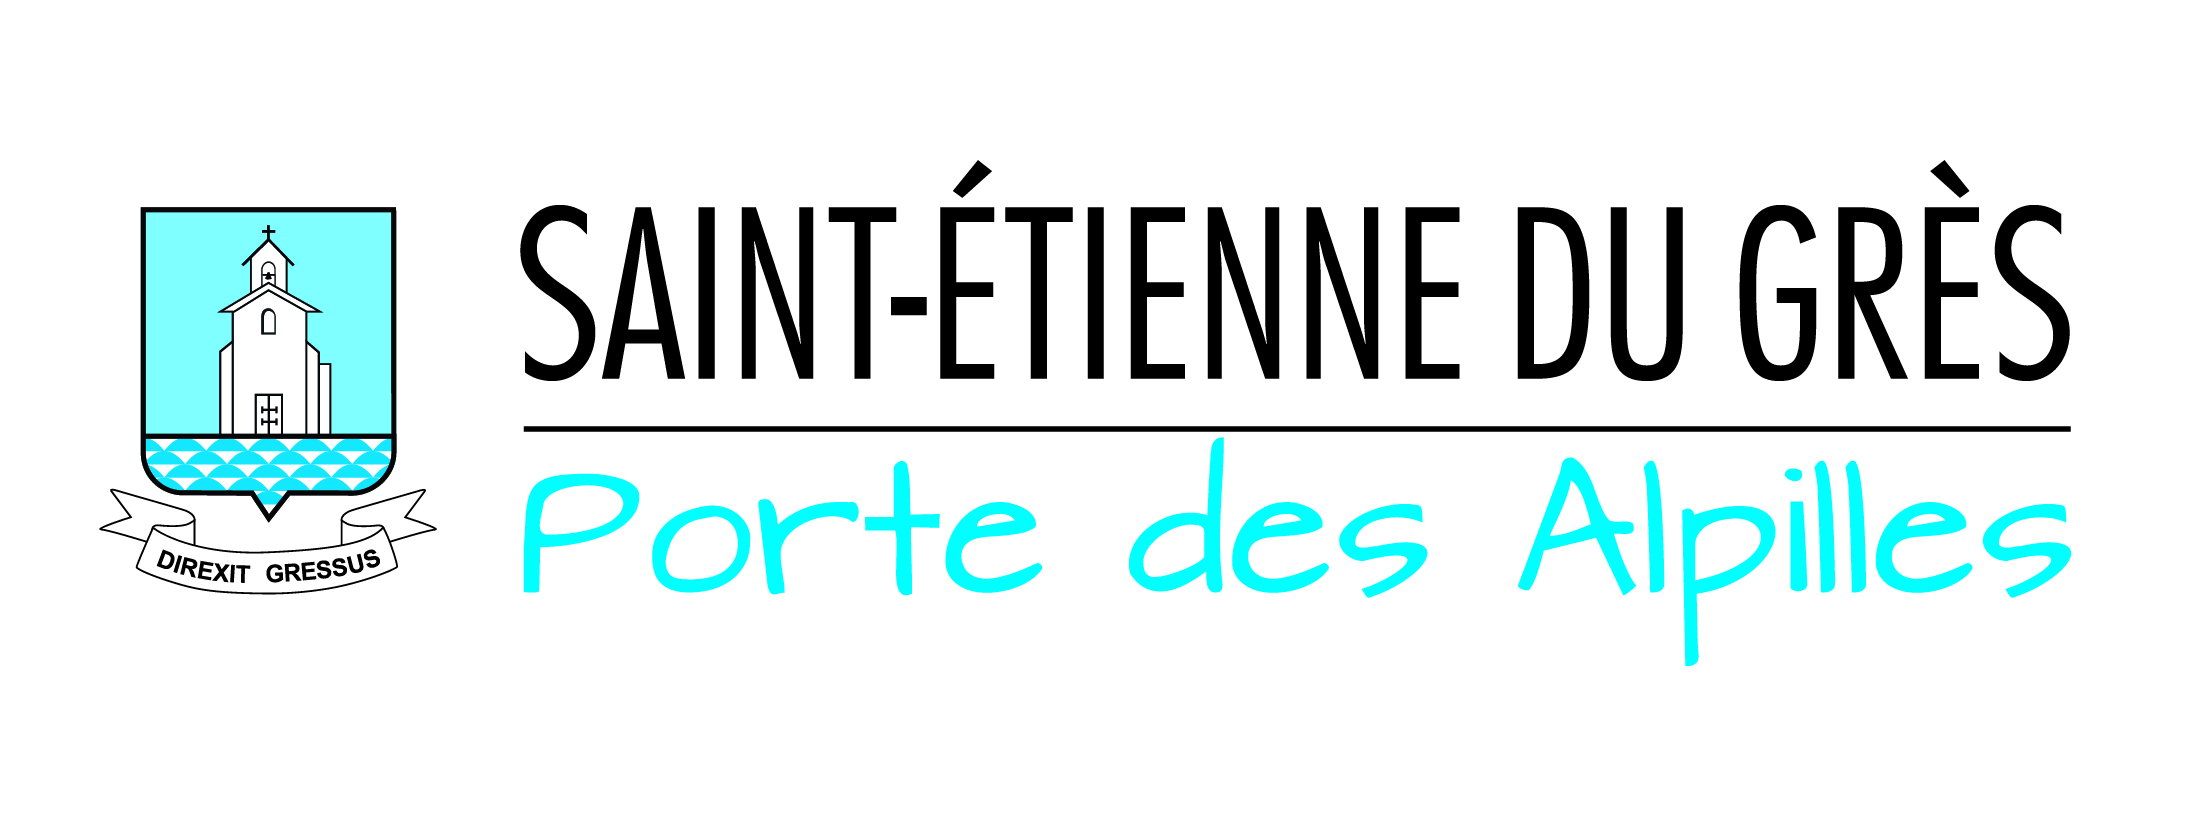 SAINT-ÉTIENNE DU GRÈS
Porte des Alpilles
DIREXIT GRESSUS